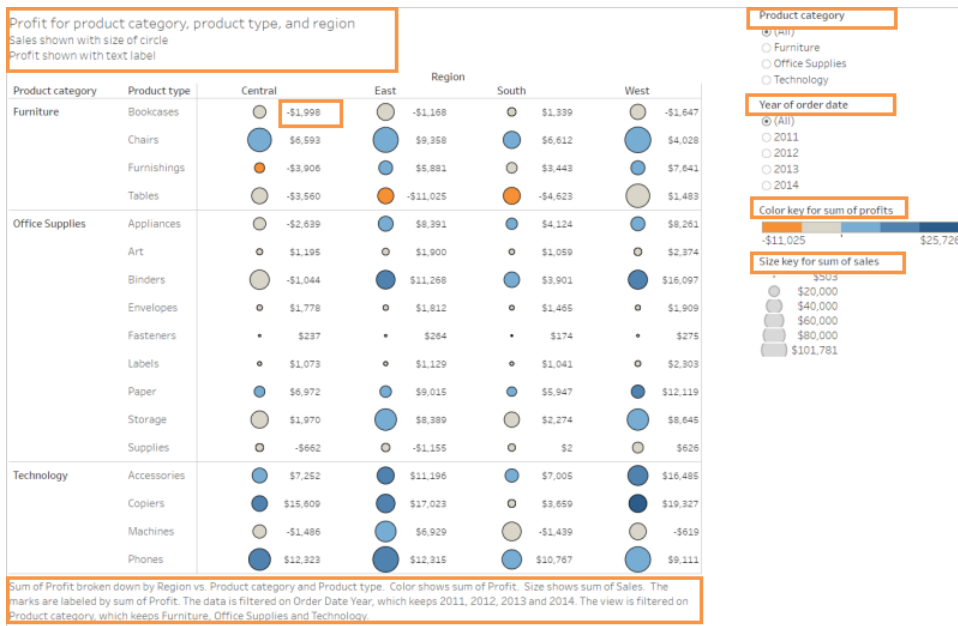 Profit for product category, product type, and region
Sales shown with size of circle
Profit shown with text label
Region
Product category Product type Central East South West
Furniture Bookcases -$1,998 -$1,168 $1,339 -$1,647
Chairs $6,593 $9,358 $6,612 $4,028
Furnishings -$3,906 $5,881 $3,443 $7,641
Tables -$3,560 -$11,025 -$4,623 $1,483
Office Supplies Appliances -$2,639 $8,391 $4,124 $8,261
Art $1,195 $1,900 $1,059 $2,374
Binders -$1,044 $11,268 $3,901 $16,097
Envelopes $1,778 $1,812 $1,465 $1,909
Fasteners $237 $264 $174 $275
Labels $1,073 $1,129 $1,041 $2,303
Paper $6,972 $9,015 $5,947 $12,119
Storage $1,970 $8,389 $2,274 $8,645
Supplies -$662 -$1,155 $2 $626
Technology Accessories $7,252 $11,196 $7,005 $16,485
Copiers $15,609 $17,023 $3,659 $19,327
Machines -$1,486 $6,929 -$1,439 -$619
Phones $12,323 $12,315 $10,767 $9,111
Sum of Profit broken down by Region vs. Product category and Product type. Color shows sum of Profit. Size shows sum of Sales. The
marks are labeled by sum of Profit. The data is filtered on Order Date Year, which keeps 2011, 2012, 2013 and 2014. The view is filtered on
Product category, which keeps Furniture, Office Supplies and Technology.
Product category
(All)
Furniture
Office Supplies
Technology
Year of order date
(All)
2011
2012
2013
2014
Color key for sum of profits
-$11,025 $25,726
Size key for sum of sales
$503
$20,000
$40,000
$60,000
$80,000
$101,781